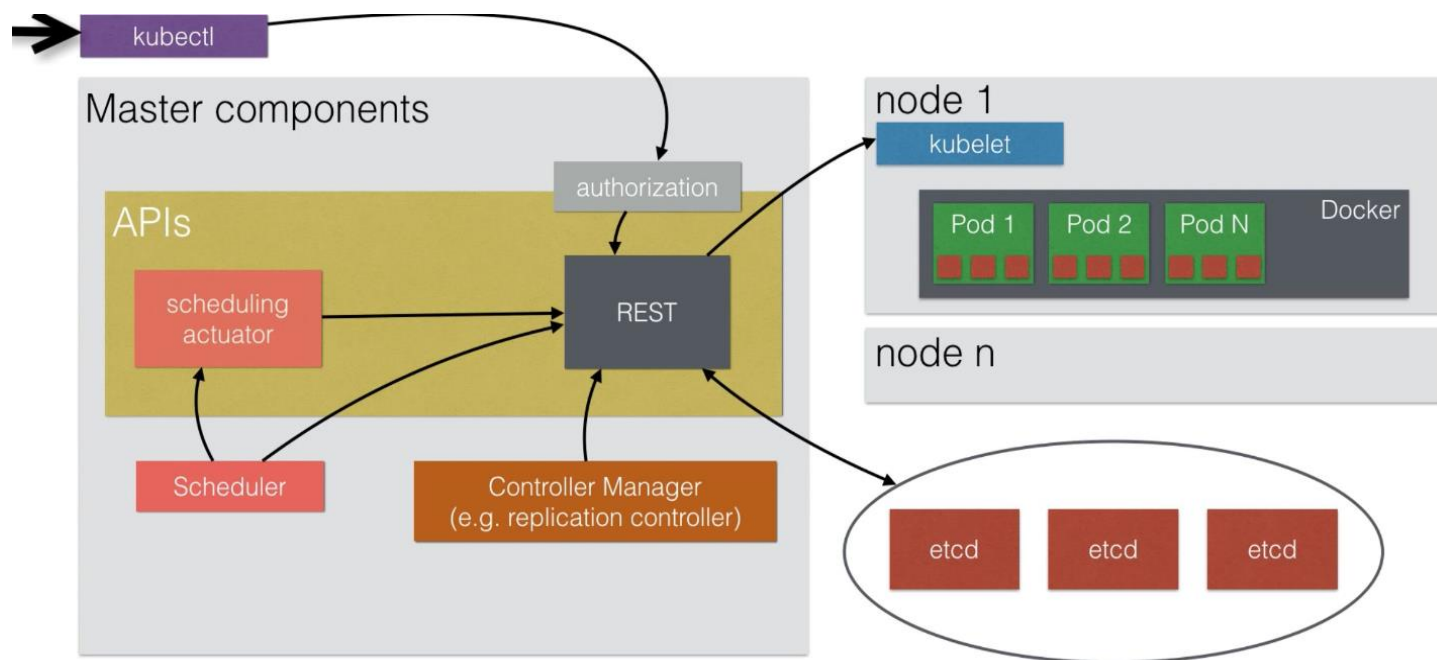 kubectl
Master components
authorization
APIs
scheduling
actuator
REST
Scheduler
Controller Manager
(e.g. replication controller)
node 1
kubelet
Docker
Pod 1
Pod 2
Pod N
node n
etcd
etcd
etcd